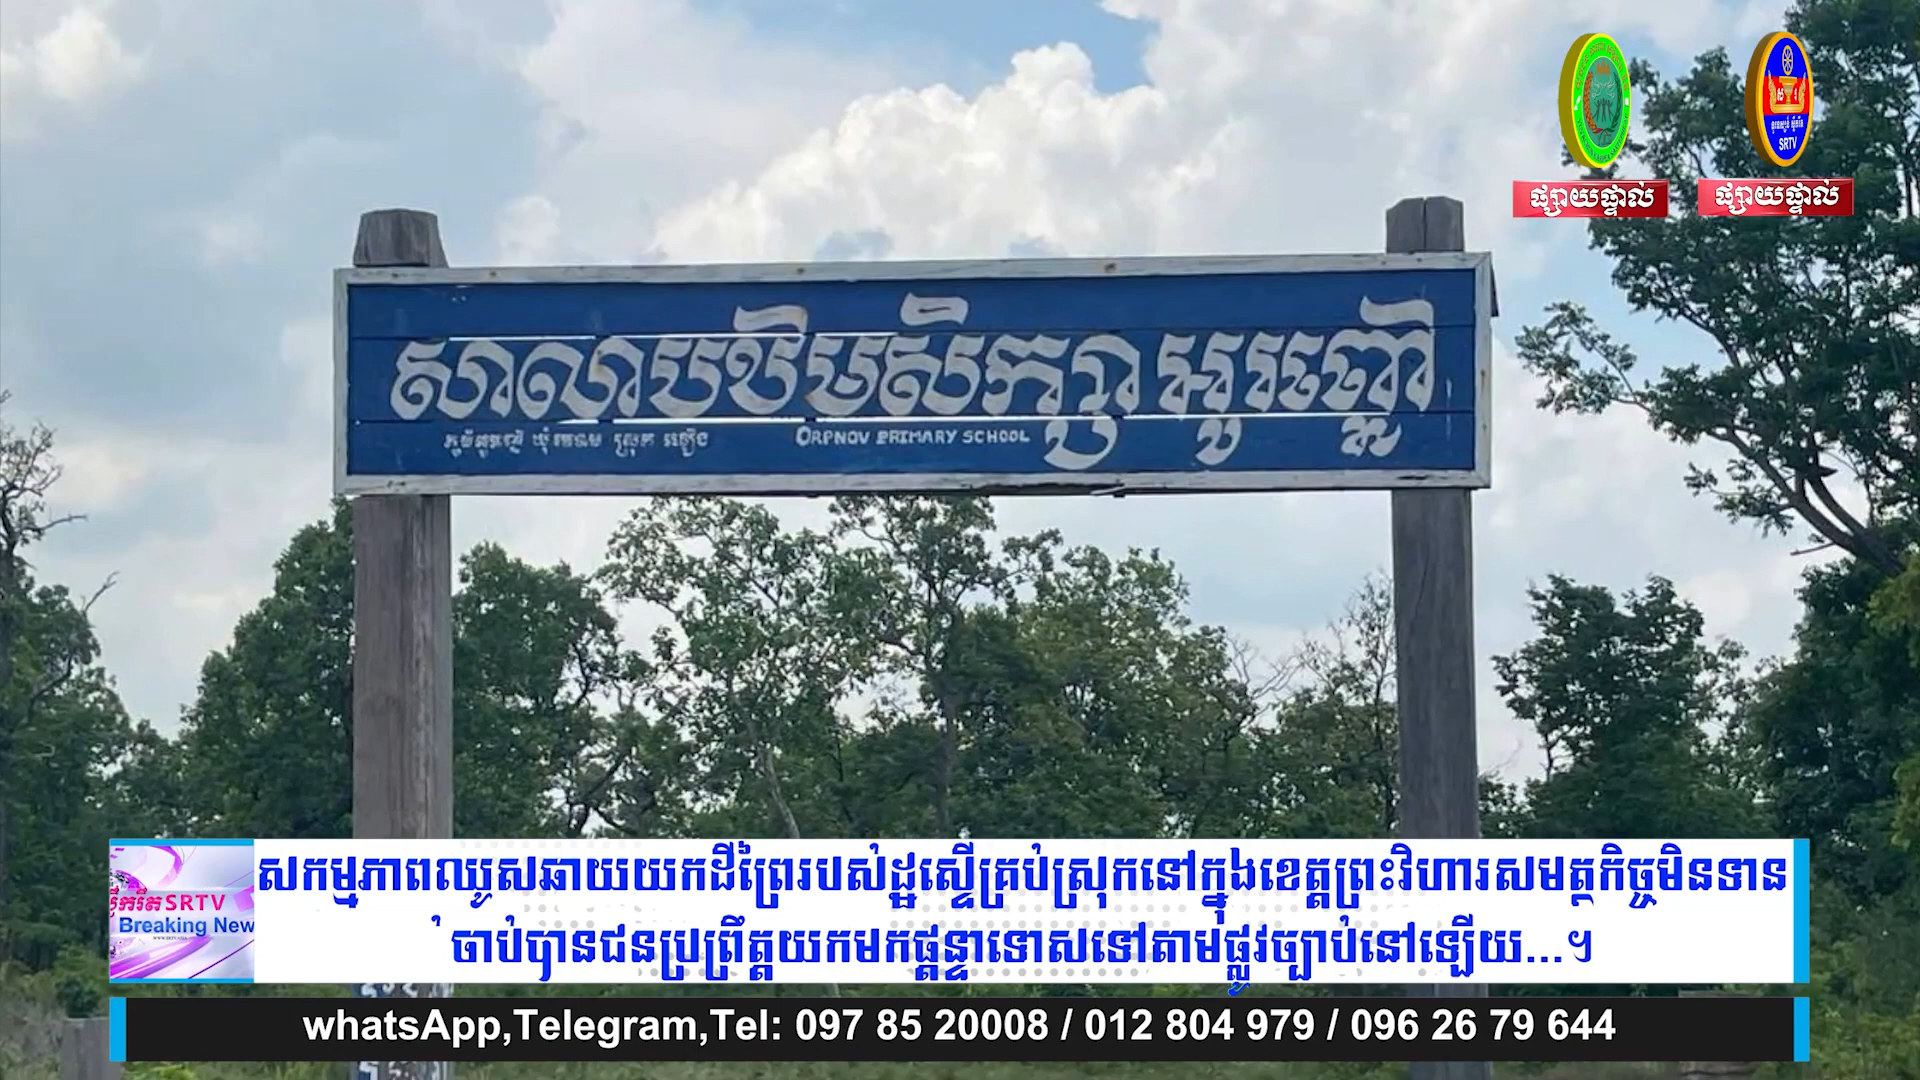 SRTV
ផ្សាយផ្ទាល់
ផ្សាយផ្ទាល់
សាលាបឋមសិក្សា អូរញ៉ូវ
ORPNOV PRIMARY SCHOOL
សកម្មភាពឈូសឆាយយកដីព្រៃរបស់រដ្ឋស្ទើគ្រប់ស្រុកនៅក្នុងខេត្តព្រះវិហារសមត្ថកិច្ចមិនទាន
់ ចាប់បានជនប្រព្រឹត្តយកមកផ្តន្ទាទោសទៅតាមផ្លូវច្បាប់នៅឡើយ...។
SRTV
Breaking New
whatsApp,Telegram,Tel: 097 85 20008 / 012 804 979 / 096 26 79 644